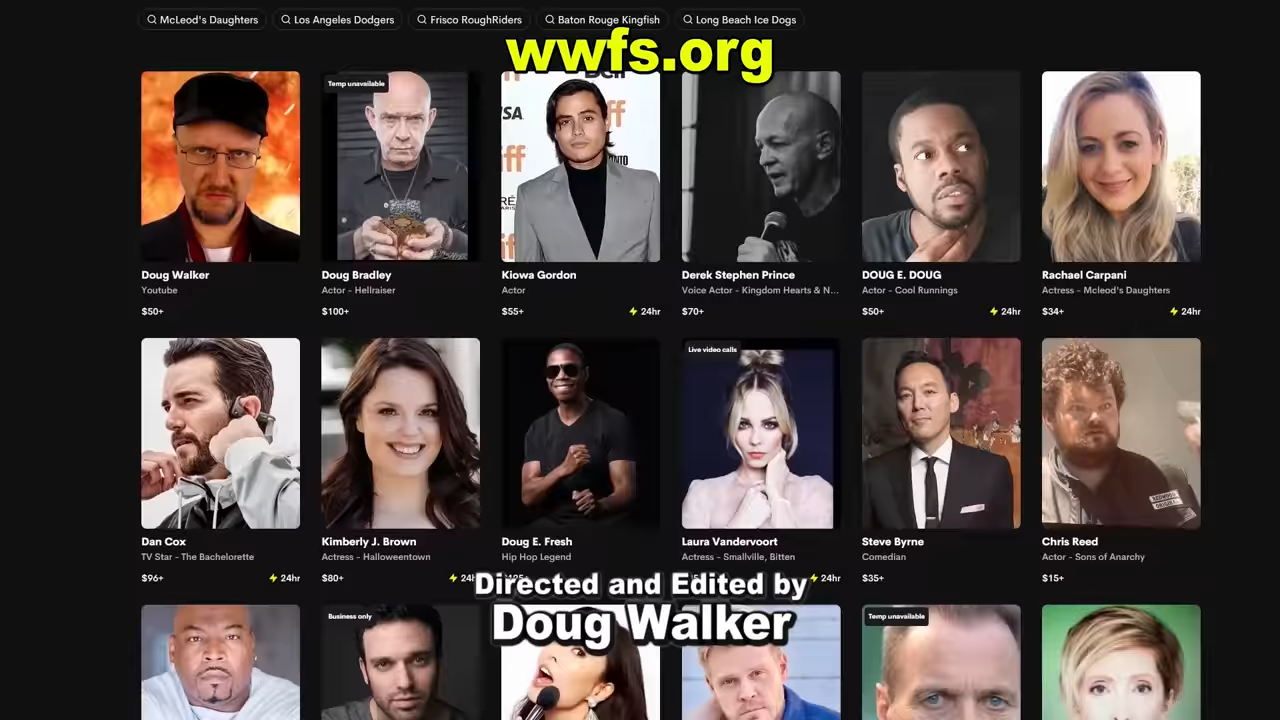 McLeod's Daughters
Los Angeles Dodgers
Frisco RoughRiders
Baton Rouge Kingfish
Long Beach Ice Dogs
wwfs.org
Temp unavailable
Doug Walker
Youtube
$50+
Doug Bradley
Actor - Hellraiser
$100+
Kiowa Gordon
Actor
$55+
24hr
Derek Stephen Prince
Voice Actor - Kingdom Hearts & N...
$70+
DOUG E. DOUG
Actor - Cool Runnings
$50+
24hr
Rachael Carpani
Actress - Mcleod's Daughters
$34+
24hr
Live video calls
Dan Cox
TV Star - The Bachelorette
$96+
24hr
Kimberly J. Brown
Actress - Halloweentown
$80+
Doug E. Fresh
Hip Hop Legend
Laura Vandervoort
Actress - Smallville, Bitten
24hr
Steve Byrne
Comedian
$35+
Chris Reed
Actor - Sons of Anarchy
$15+
Directed and Edited by
Doug Walker
Business only
Temp unavailable